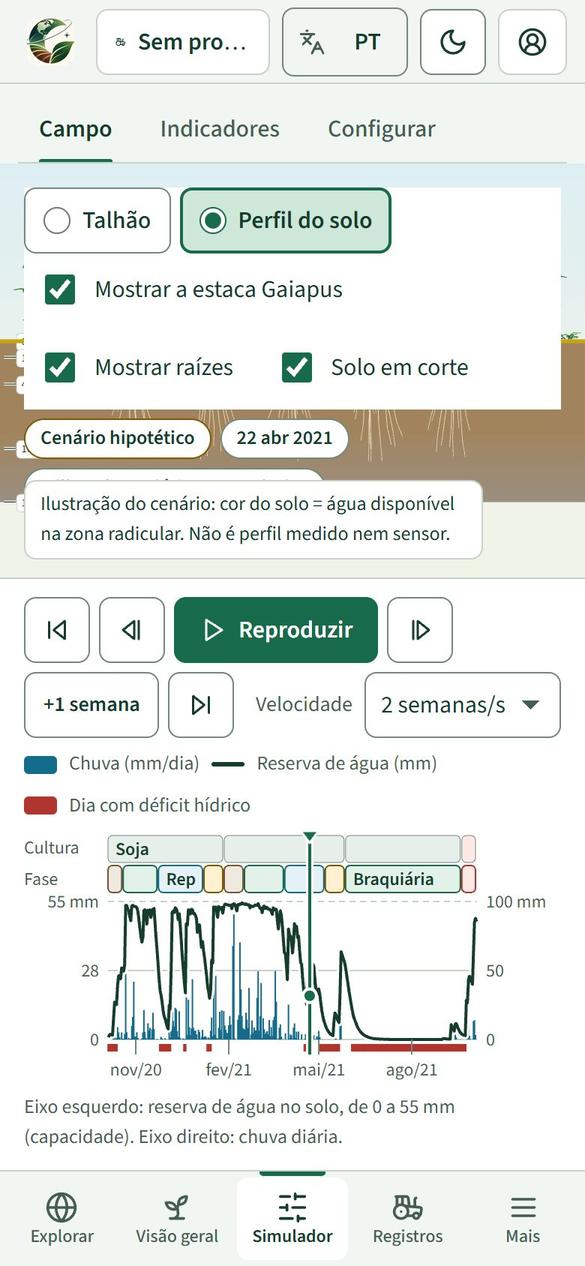 Sem pro...
PT
Campo
Indicadores
Configurar
Talhão
Perfil do solo
Mostrar a estaca Gaiapus
Mostrar raízes
Solo em corte
Cenário hipotético
22 abr 2021
Ilustração do cenário: cor do solo = água disponível
na zona radicular. Não é perfil medido nem sensor.
Reproduzir
+1 semana
Velocidade
2 semanas/s
Chuva (mm/dia)
Reserva de água (mm)
Dia com déficit hídrico
Cultura
Soja
Fase
Rep
Braquiária
55 mm
100 mm
28
50
0
0
nov/20
fev/21
mai/21
ago/21
Eixo esquerdo: reserva de água no solo, de 0 a 55 mm
(capacidade). Eixo direito: chuva diária.
Explorar
Visão geral
Simulador
Registros
Mais